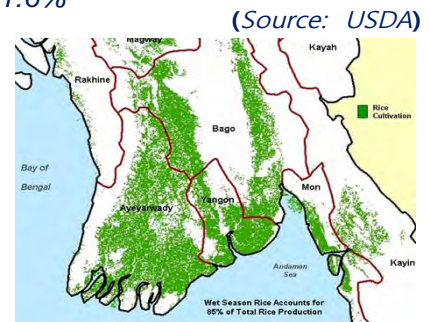 (Source: USDA)
Magway
Kayah
Rakhine
Rice
Cultivation
Bago
Bay of
Bengal
Mon
Yangon
Ayeyarwady
Kayin
Andaman
Sea
Wet Season Rice Accounts for
85% of Total Rice Production